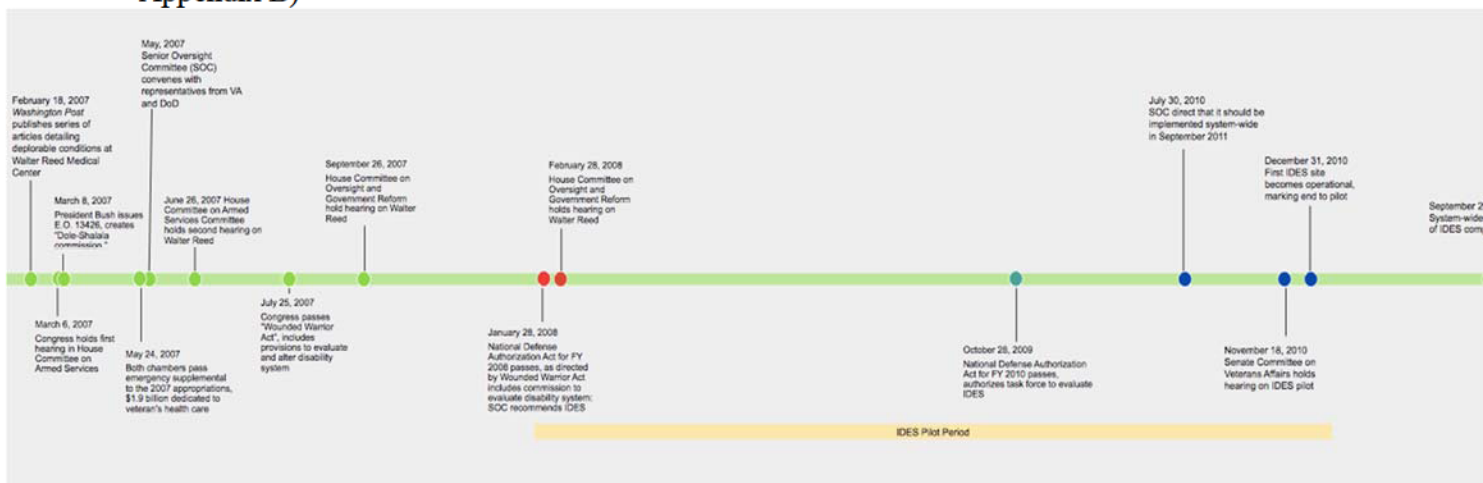 Appendix B)
May, 2007
Senior Oversight
Committee (SOC)
convenes with
representatives from VA
and DoD
February 18, 2007
Washington Post
publishes series of
articles detailing
deplorable conditions at
Walter Reed Medical
Center
March 8, 2007
President Bush issues
E.O. 13426, creates
"Dole-Shalala
commission."
June 26, 2007 House
Committee on Armed
Services Committee
holds second hearing on
Walter Reed
September 26, 2007
House Committee on
Oversight and
Government Reform
hold hearing on Walter
Reed
February 28, 2008
House Committee on
Oversight and
Government Reform
holds hearing on
Walter Reed
July 30, 2010
SOC direct that it should be
implemented system-wide
in September 2011
December 31, 2010
First IDES site
becomes operational,
marking end to pilot
September 2
System-wide
of IDES comp
March 6, 2007
Congress holds first
hearing in House
Committee on
Armed Services
May 24, 2007
Both chambers pass
emergency supplemental
to the 2007 appropriations,
$1.9 billion dedicated to
veteran's health care
July 25, 2007
Congress passes
"Wounded Warrior
Act", includes
provisions to evaluate
and alter disability
system
January 28, 2008
National Defense
Authorization Act for FY
2008 passes, as directed
by Wounded Warrior Act
includes commission to
evaluate disability system:
SOC recommends IDES
October 28, 2009
National Defense Authorization
Act for FY 2010 passes,
authorizes task force to evaluate
IDES
November 18, 2010
Senate Committee on
Veterans Affairs holds
hearing on IDES pilot
IDES Pilot Period